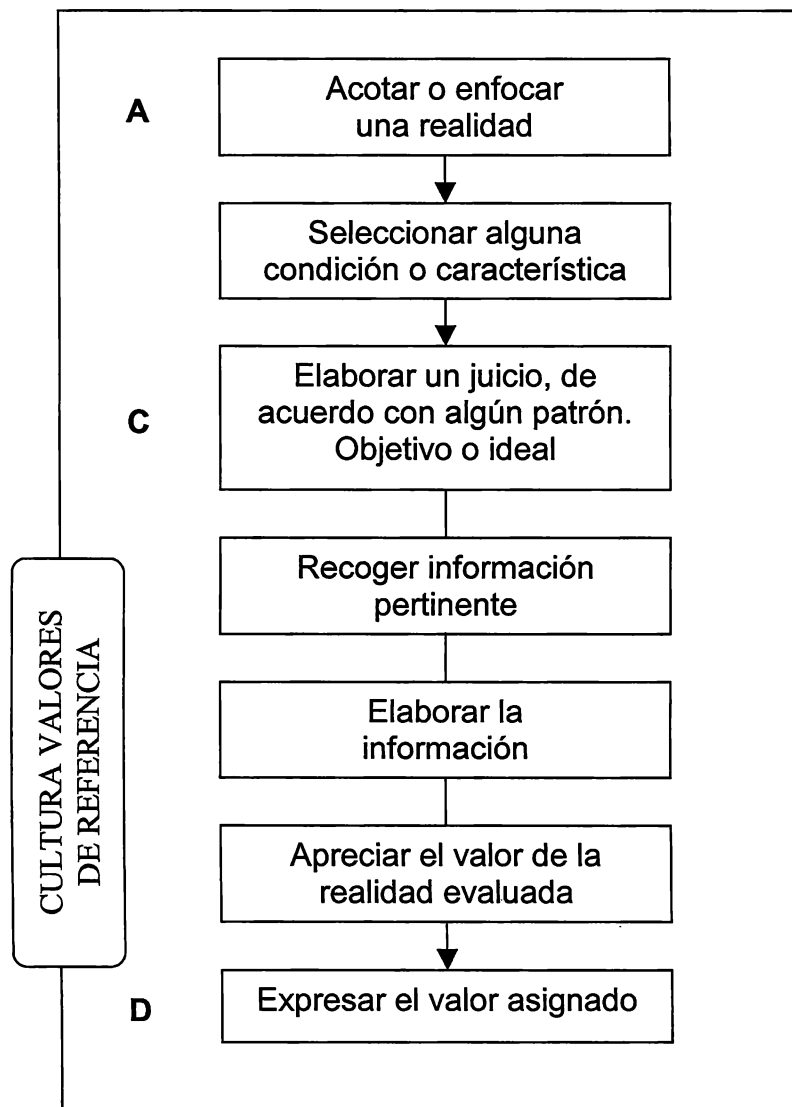 A
Acotar o enfocar
una realidad
Seleccionar alguna
condición o característica
C
Elaborar un juicio, de
acuerdo con algún patrón.
Objetivo o ideal
Recoger información
pertinente
Elaborar la
información
Apreciar el valor de la
realidad evaluada
D
Expresar el valor asignado
CULTURA VALORES
DE REFERENCIA